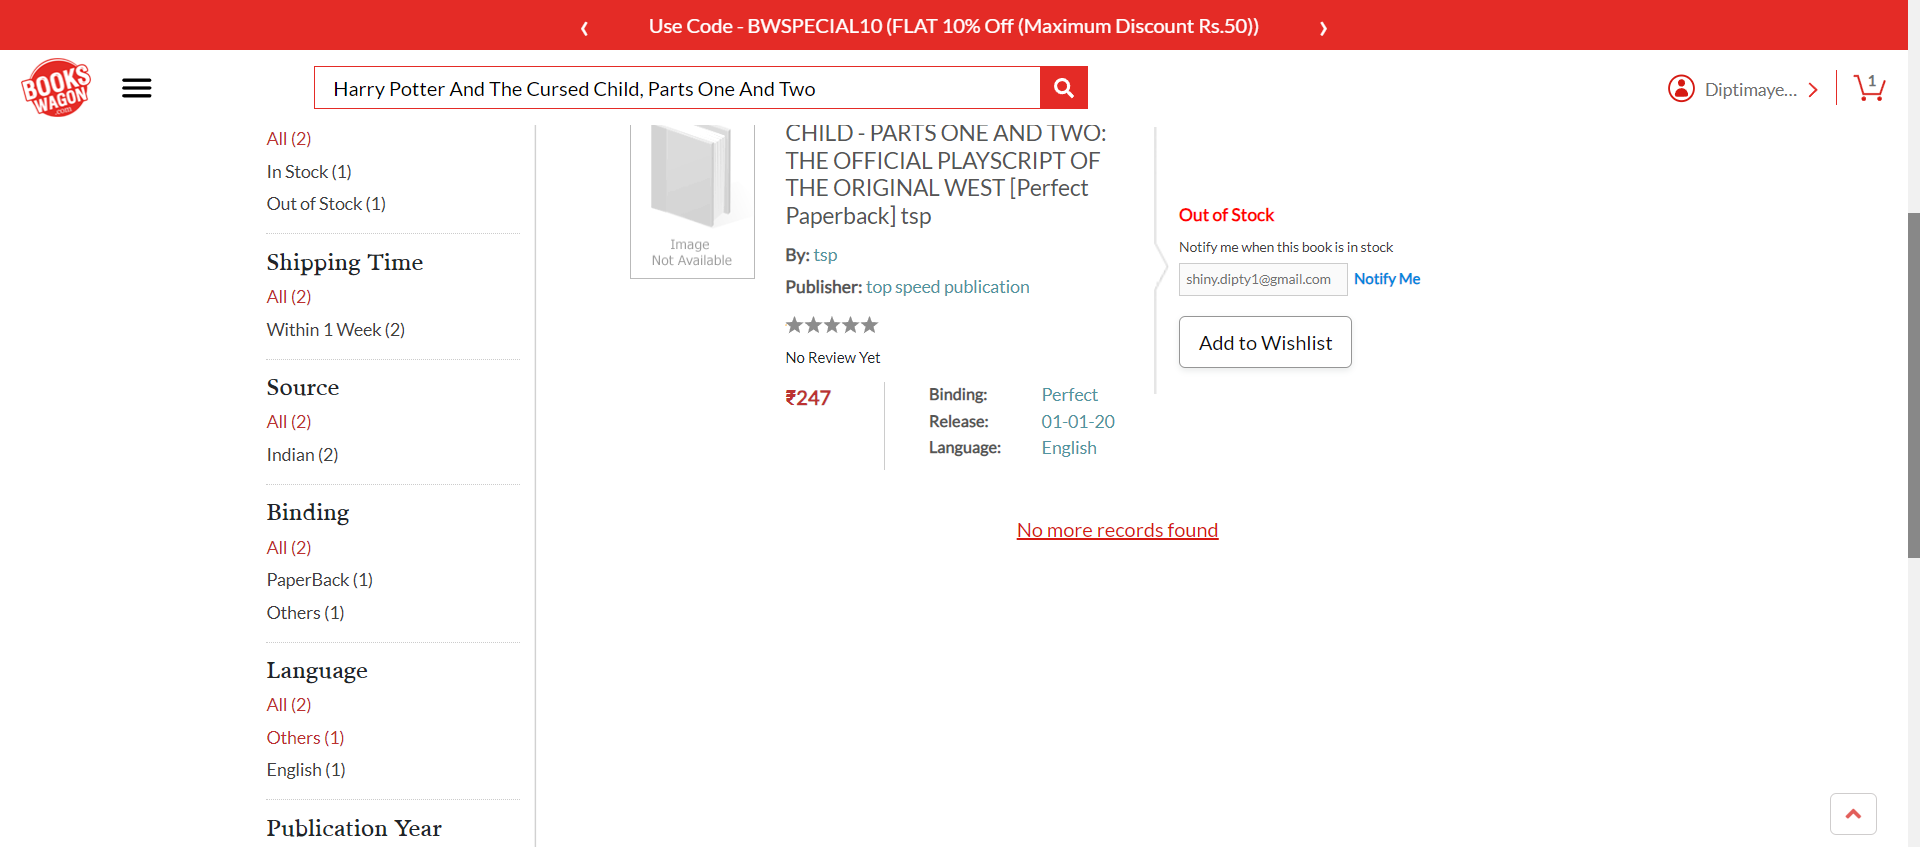 Use Code - BWSPECIAL10 (FLAT 10% Off (Maximum Discount Rs.50))
BOOKS
WAGON
.com
Harry Potter And The Cursed Child, Parts One And Two
Diptimaye...
1
All (2)
In Stock (1)
Out of Stock (1)
Shipping Time
All (2)
Within 1 Week (2)
Source
All (2)
Indian (2)
Binding
All (2)
PaperBack (1)
Others (1)
Language
All (2)
Others (1)
English (1)
Publication Year
Image
Not Available
CHILD - PARTS ONE AND TWO:
THE OFFICIAL PLAYSCRIPT OF
THE ORIGINAL WEST [Perfect
Paperback] tsp
By: tsp
Publisher: top speed publication
No Review Yet
₹247
Binding: Perfect
Release: 01-01-20
Language: English
Out of Stock
Notify me when this book is in stock
shiny.dipty1@gmail.com Notify Me
Add to Wishlist
No more records found